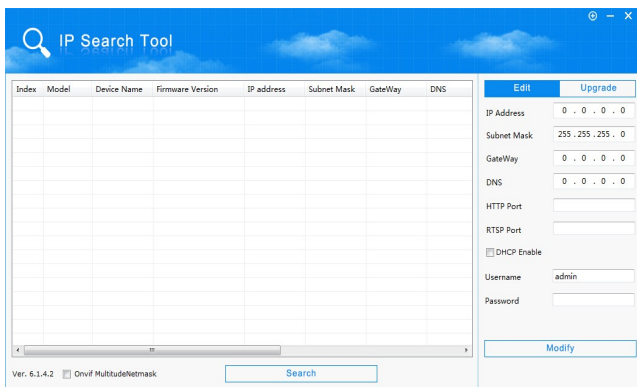 IP Search Tool
Index Model Device Name Firmware Version IP address Subnet Mask GateWay DNS
Edit Upgrade
IP Address 0 . 0 . 0 . 0
Subnet Mask 255 . 255 . 255 . 0
GateWay 0 . 0 . 0 . 0
DNS 0 . 0 . 0 . 0
HTTP Port
RTSP Port
DHCP Enable
Username admin
Password
Modify
Ver. 6.1.4.2 Onvif MultitudeNetmask Search